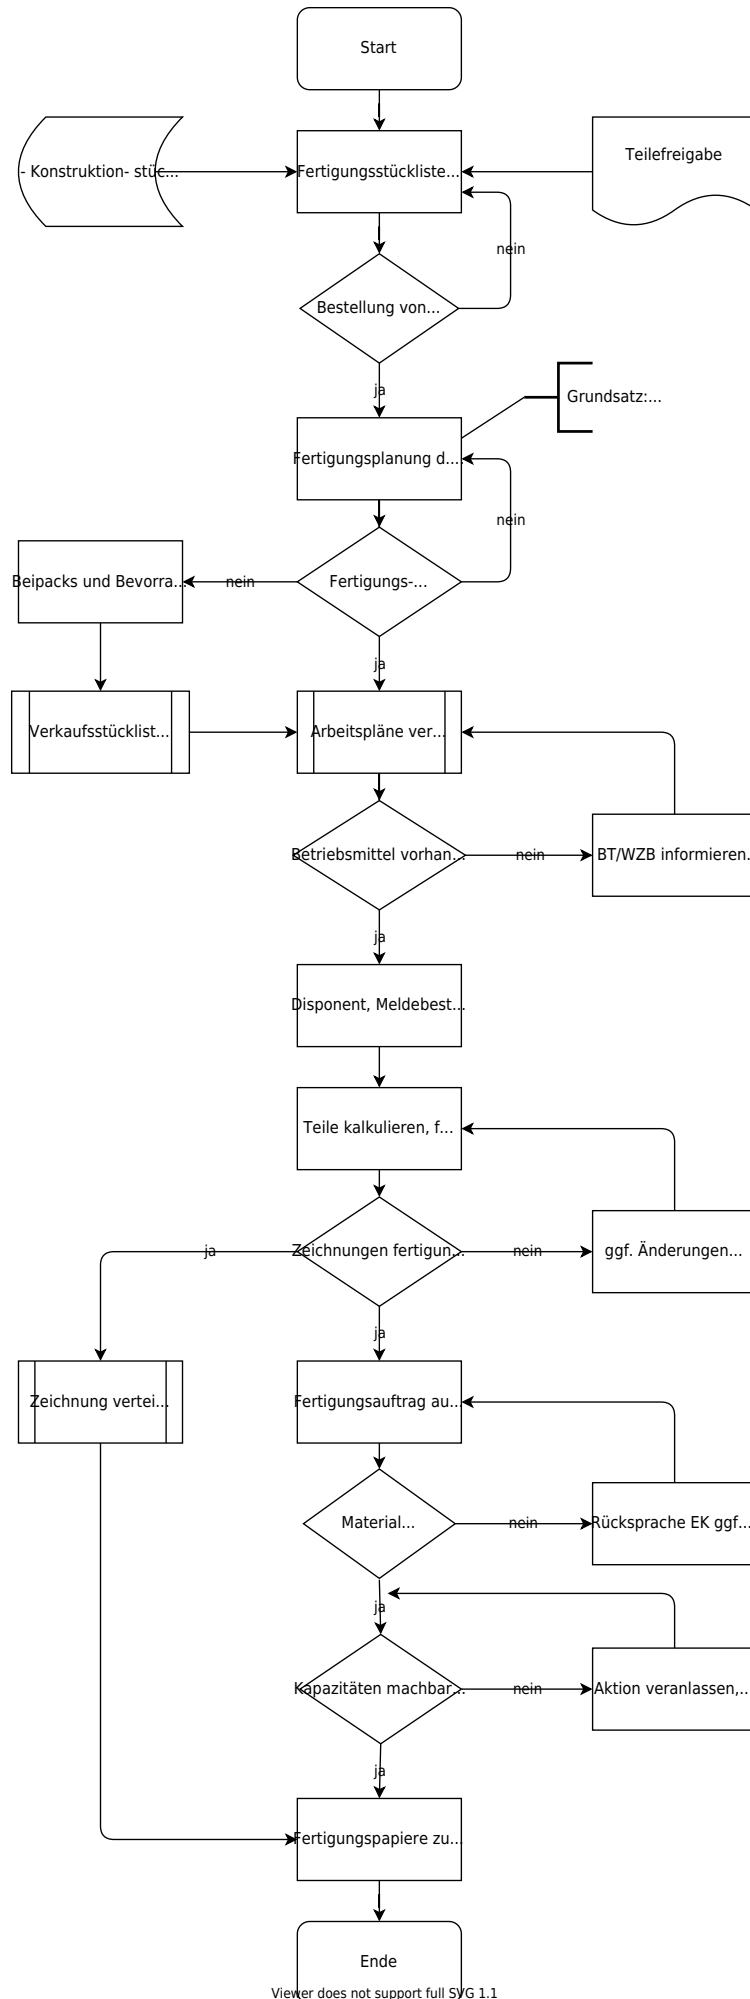 Start
- Konstruktion- stüc...
Fertigungsstückliste...
Teilefreigabe
nein
Bestellung von...
ja
Grundsatz:...
Fertigungsplanung d...
nein
Beipacks und Bevorra...
nein
Fertigungs-...
ja
Verkaufsstücklist...
Arbeitspläne ver...
Betriebsmittel vorhan...
nein
BT/WZB informieren.
ja
Disponent, Meldebest...
Teile kalkulieren, f...
ja
Zeichnungen fertigun...
nein
ggf. Änderungen...
ja
Zeichnung vertei...
Fertigungsauftrag au...
Material...
nein
Rücksprache EK ggf...
ja
Kapazitäten machbar...
nein
Aktion veranlassen,..
ja
Fertigungspapiere zu...
Ende
Viewer does not support full SVG 1.1